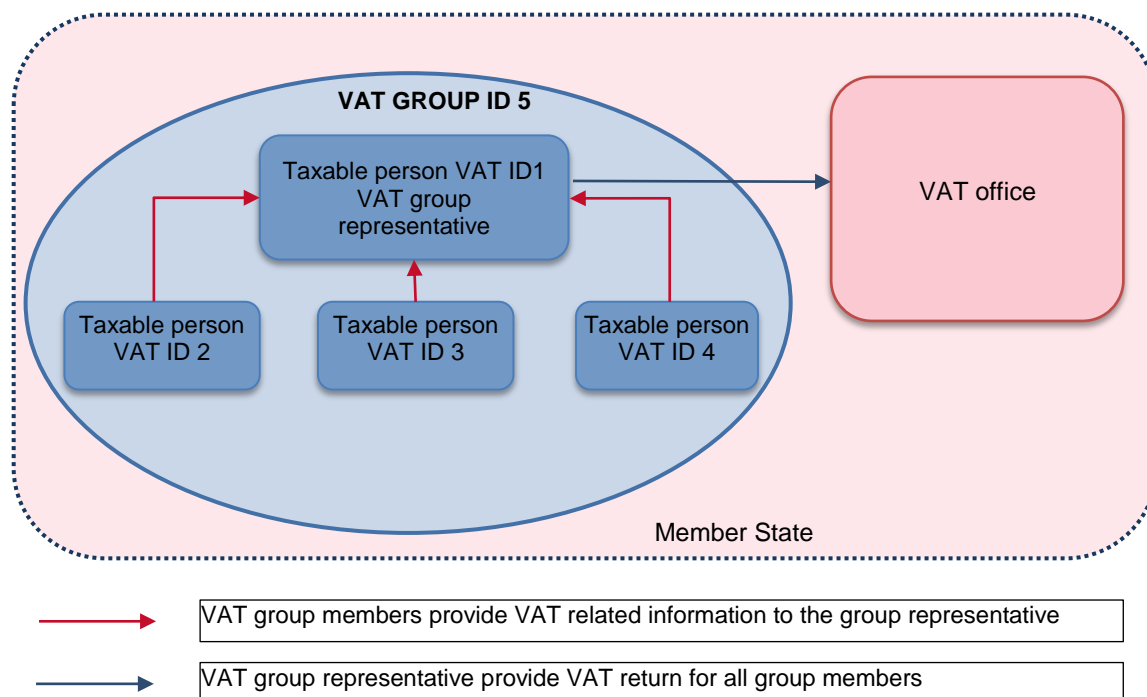 VAT GROUP ID 5
Taxable person VAT ID1
VAT group
representative
VAT office
Taxable person
VAT ID 2
Taxable person
VAT ID 3
Taxable person
VAT ID 4
Member State
VAT group members provide VAT related information to the group representative
VAT group representative provide VAT return for all group members